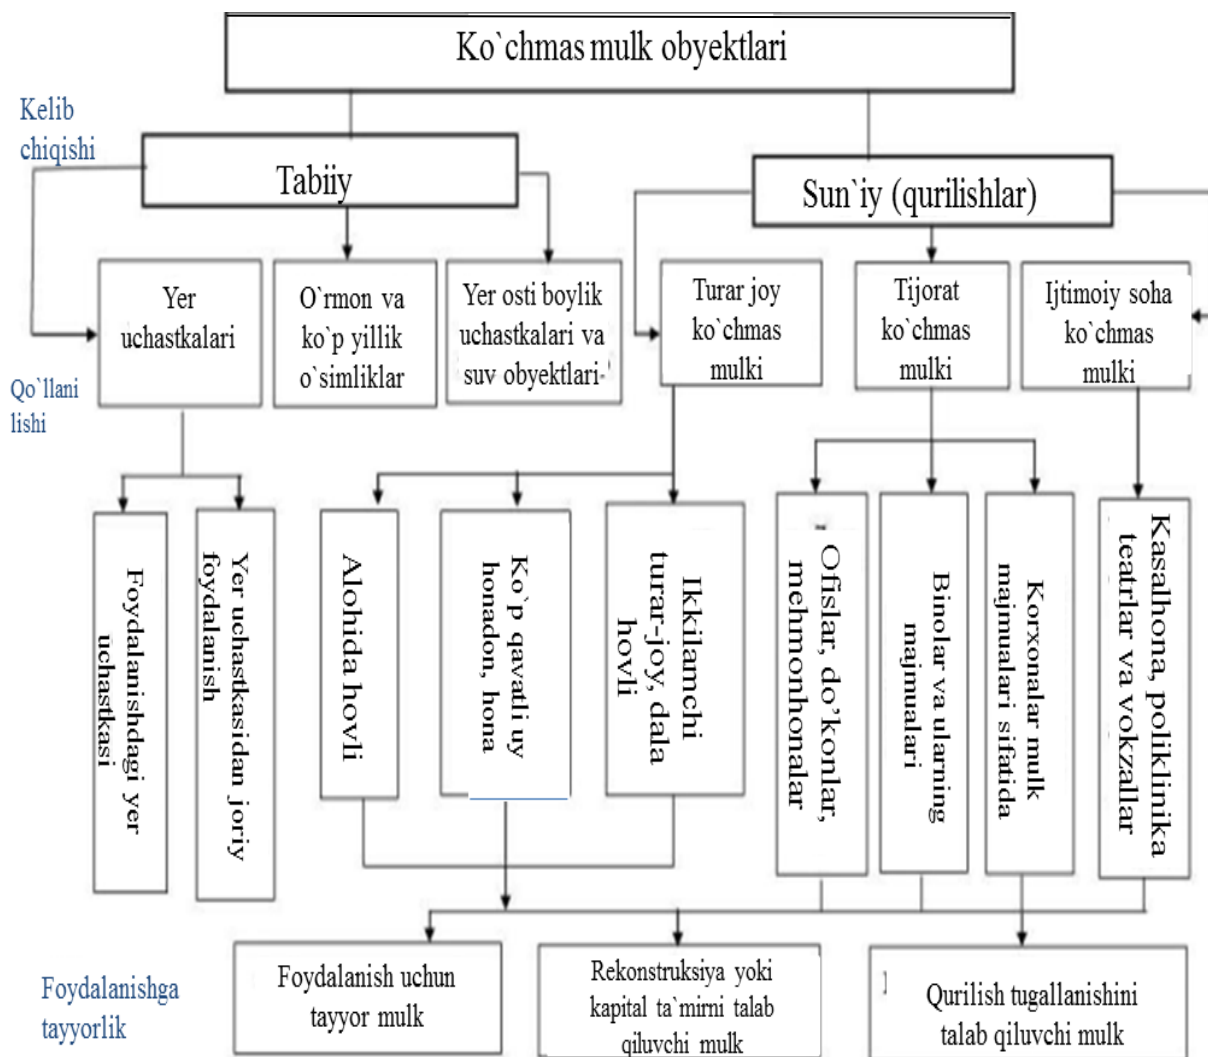 Ko`chmas mulk obyektlari
Kelib
chiqishi
Tabiiy
Sun`iy (qurilishlar)
Yer
uchastkalari
O`rmon va
ko`p yillik
o`simliklar
Yer osti boylik
uchastkalari va
suv obyektlari-
Turar joy
ko`chmas
mulki
Tijorat
ko`chmas
mulki
Ijtimoiy soha
ko`chmas
mulki
Qo`llani
lishi
Foydalanishdagi yer
uchastkasi
Yer uchastkasidan joriy
foydalanish
Alohida hovli
Ko`p qavatli uy
honadon, hona
Ikkilamchi
turar-joy, dala
hovli
Ofislar, do’konlar,
mehmonhonalar
Binolar va ularning
majmualari
Korxonalar mulk
majmualari sifatida
Kasalhona, poliklinika
teatrlar va vokzallar
Foydalanishga
tayyorlik
Foydalanish uchun
tayyor mulk
Rekonstruksiya yoki
kapital ta`mirni talab
qiluvchi mulk
Qurilish tugallanishini
talab qiluvchi mulk